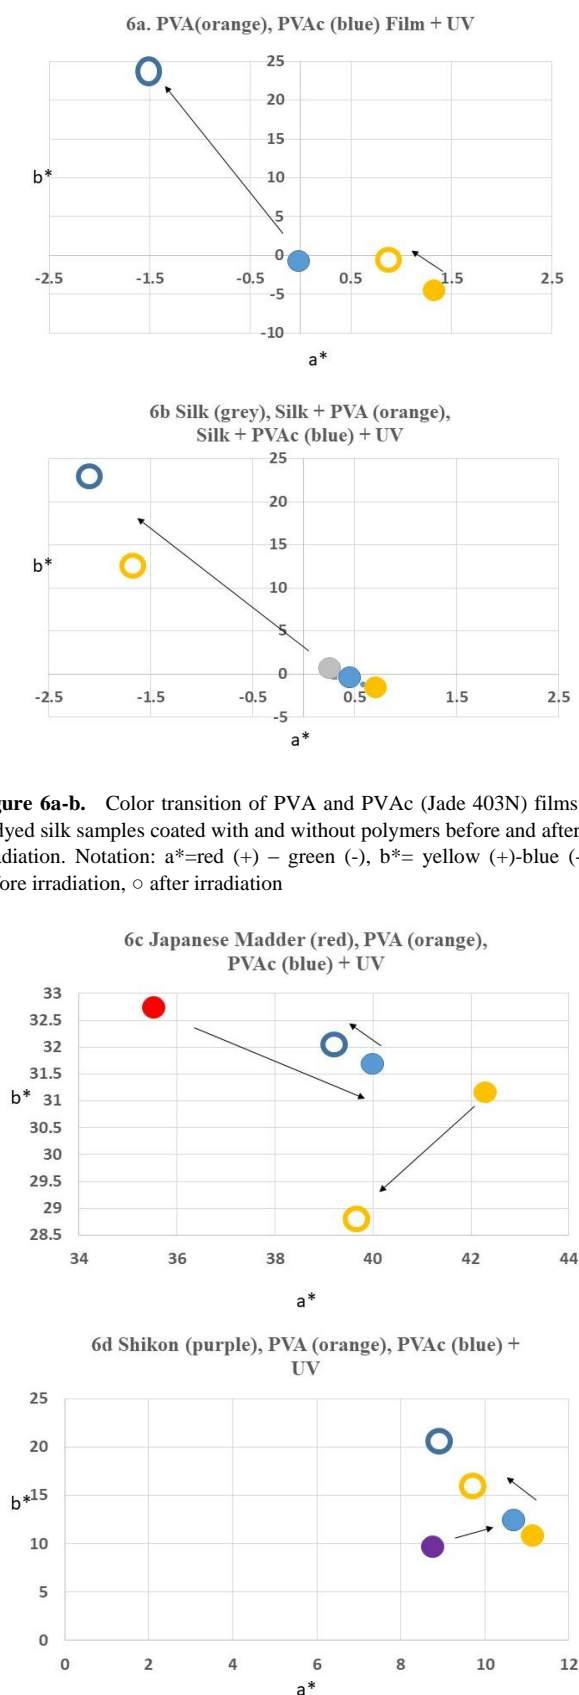 6a. PVA(orange), PVAc (blue) Film + UV
25
20
15
b* 10
5
0
-2.5 -1.5 0.5 1.5 2.5
-5
-10
a*
6b Silk (grey), Silk + PVA (orange),
Silk + PVAc (blue) + UV
25
20
15
b*
10
5
0
-2.5 -1.5 -0.5 0.5 1.5 2.5
-5
a*
gure 6a-b. Color transition of PVA and PVAc (Jade 403N) films
dyed silk samples coated with and without polymers before and after
adiation. Notation: a*=red (+) – green (-), b*= yellow (+)-blue (-
fore irradiation, ○ after irradiation
6c Japanese Madder (red), PVA (orange),
PVAc (blue) + UV
33
32.5
32
31.5
b* 31
30.5
30
29.5
29
28.5
34 36 38 40 42 44
a*
6d Shikon (purple), PVA (orange), PVAc (blue) +
UV
25
20
b* 15
10
5
0
0 2 4 6 8 10 12
a*